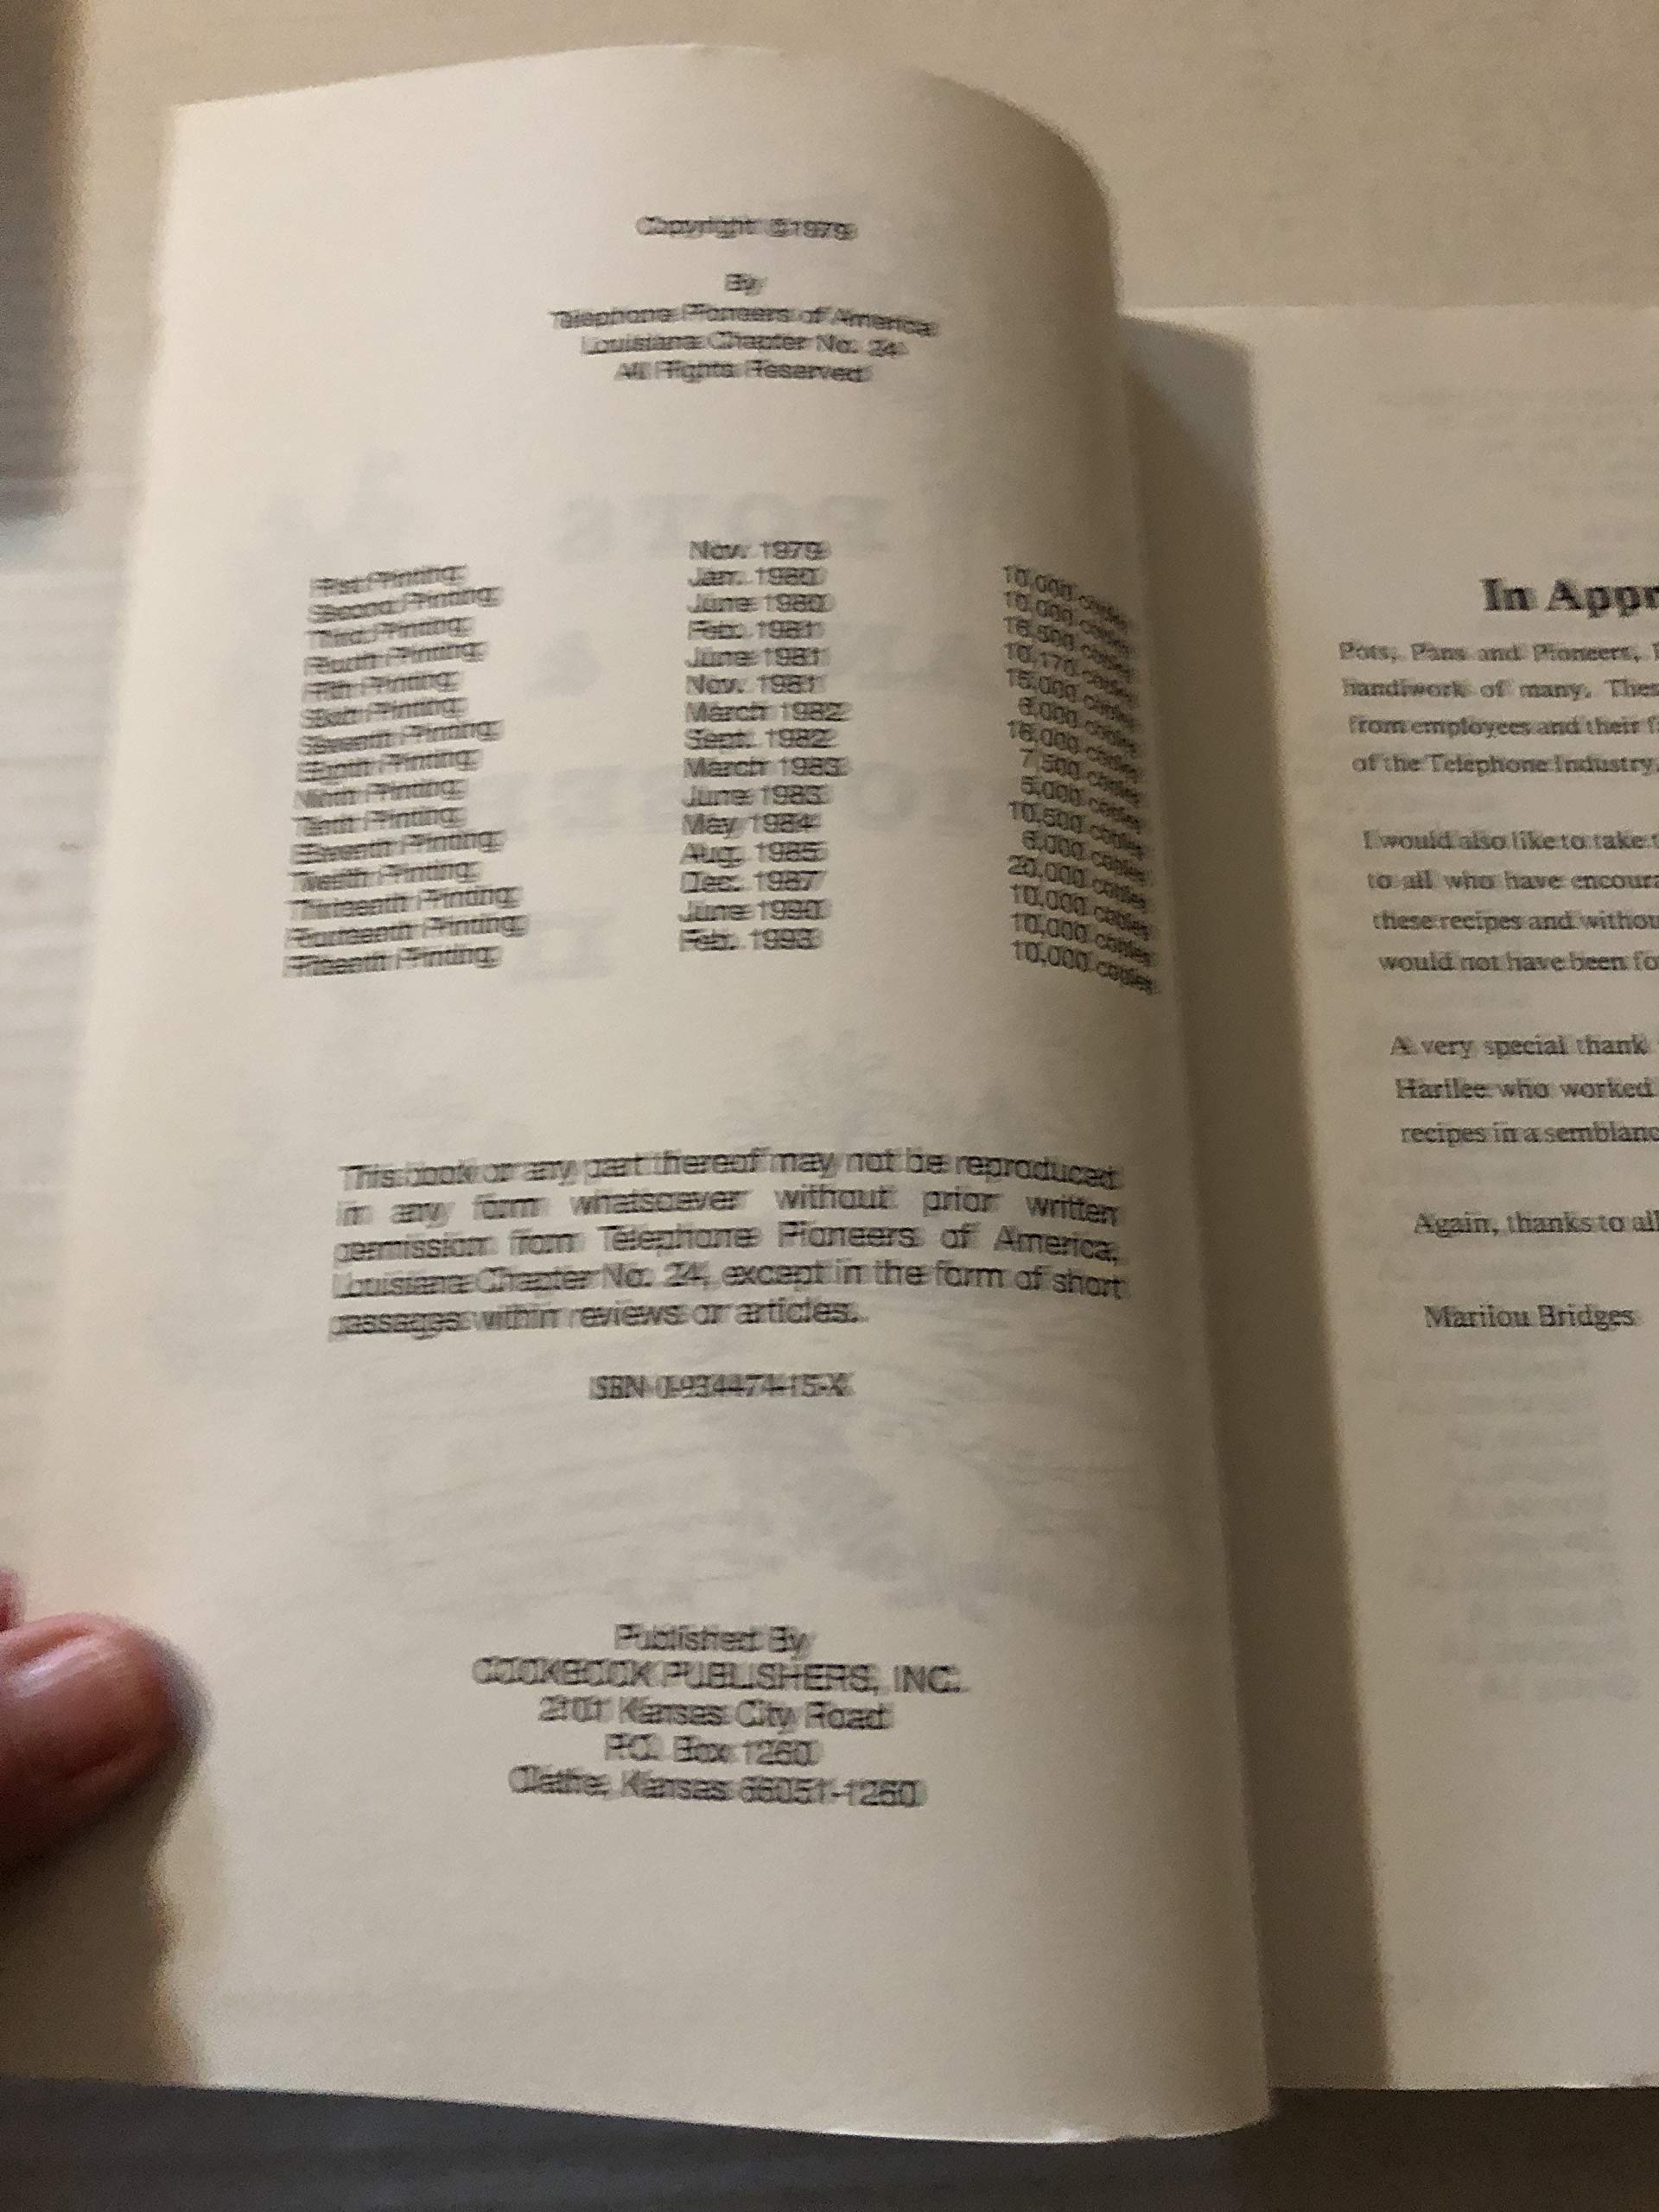 Copyright ©1979
By
Telephone Pioneers of America
Louisiana Chapter No. 24
All Rights Reserved
First Printing, Nov. 1979 10,000 copies
Second Printing, Jan. 1980 10,000 copies
Third Printing, June 1980 16,500 copies
Fourth Printing, Feb. 1981 10,170 copies
Fifth Printing, June 1981 15,000 copies
Sixth Printing, Nov. 1981 6,000 copies
Seventh Printing, March 1982 16,000 copies
Eighth Printing, Sept. 1982 7,500 copies
Ninth Printing, March 1983 5,000 copies
Tenth Printing, June 1983 10,500 copies
Eleventh Printing, May 1984 6,000 copies
Twelfth Printing, Aug. 1985 20,000 copies
Thirteenth Printing, Dec. 1987 10,000 copies
Fourteenth Printing, June 1990 10,000 copies
Fifteenth Printing, Feb. 1993 10,000 copies
This book or any part thereof may not be reproduced
in any form whatsoever without prior written
permission from Telephone Pioneers of America,
Louisiana Chapter No. 24, except in the form of short
passages within reviews or articles.
ISBN 0-934474-15-X
Published By
COOKBOOK PUBLISHERS, INC.
2101 Kansas City Road
P.O. Box 1260
Olathe, Kansas 66051-1260
In Appr
Pots, Pans and Pioneers,
handiwork of many. Thes
from employees and their f
of the Telephone Industry.
I would also like to take t
to all who have encoura
these recipes and withou
would not have been fo
A very special thank
Harllee who worked
recipes in a semblanc
Again, thanks to all
Marilou Bridges